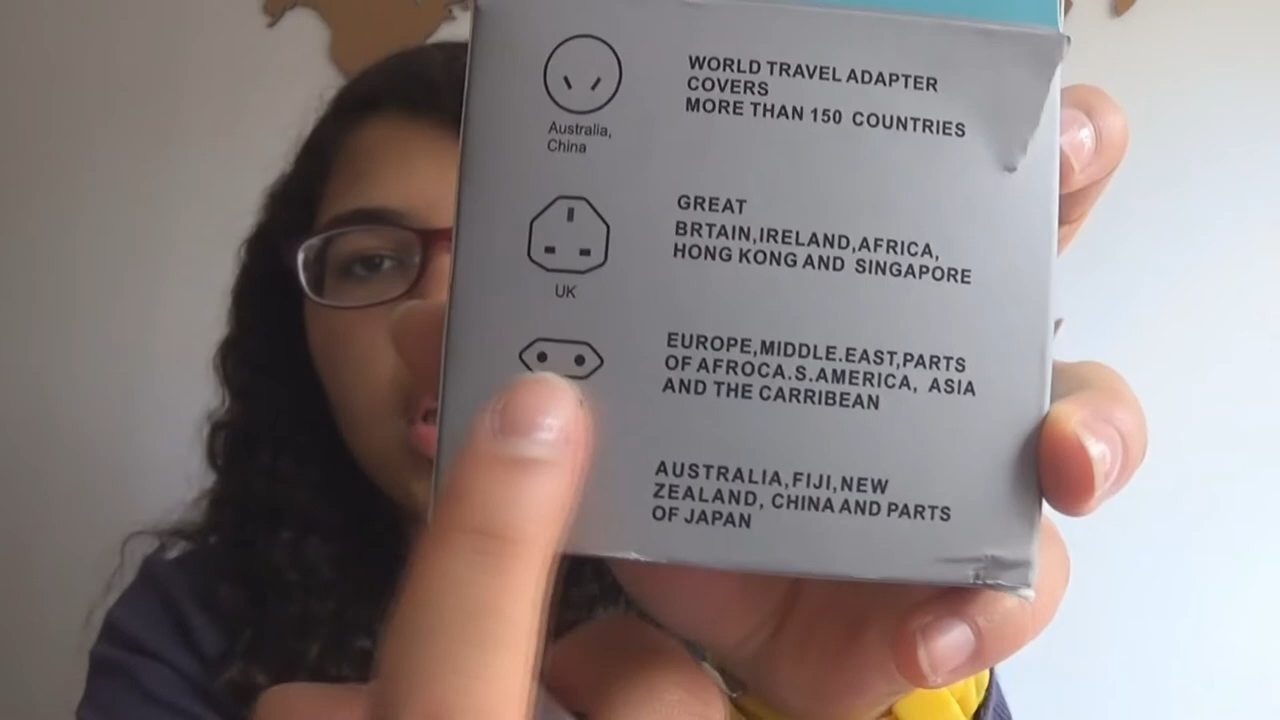 WORLD TRAVEL ADAPTER
COVERS
MORE THAN 150 COUNTRIES
Australia,
China
GREAT
BRTAIN,IRELAND,AFRICA,
HONG KONG AND SINGAPORE
UK
EUROPE,MIDDLE.EAST,PARTS
OF AFROCA.S.AMERICA, ASIA
AND THE CARRIBEAN
AUSTRALIA,FIJI,NEW
ZEALAND, CHINA AND PARTS
OF JAPAN